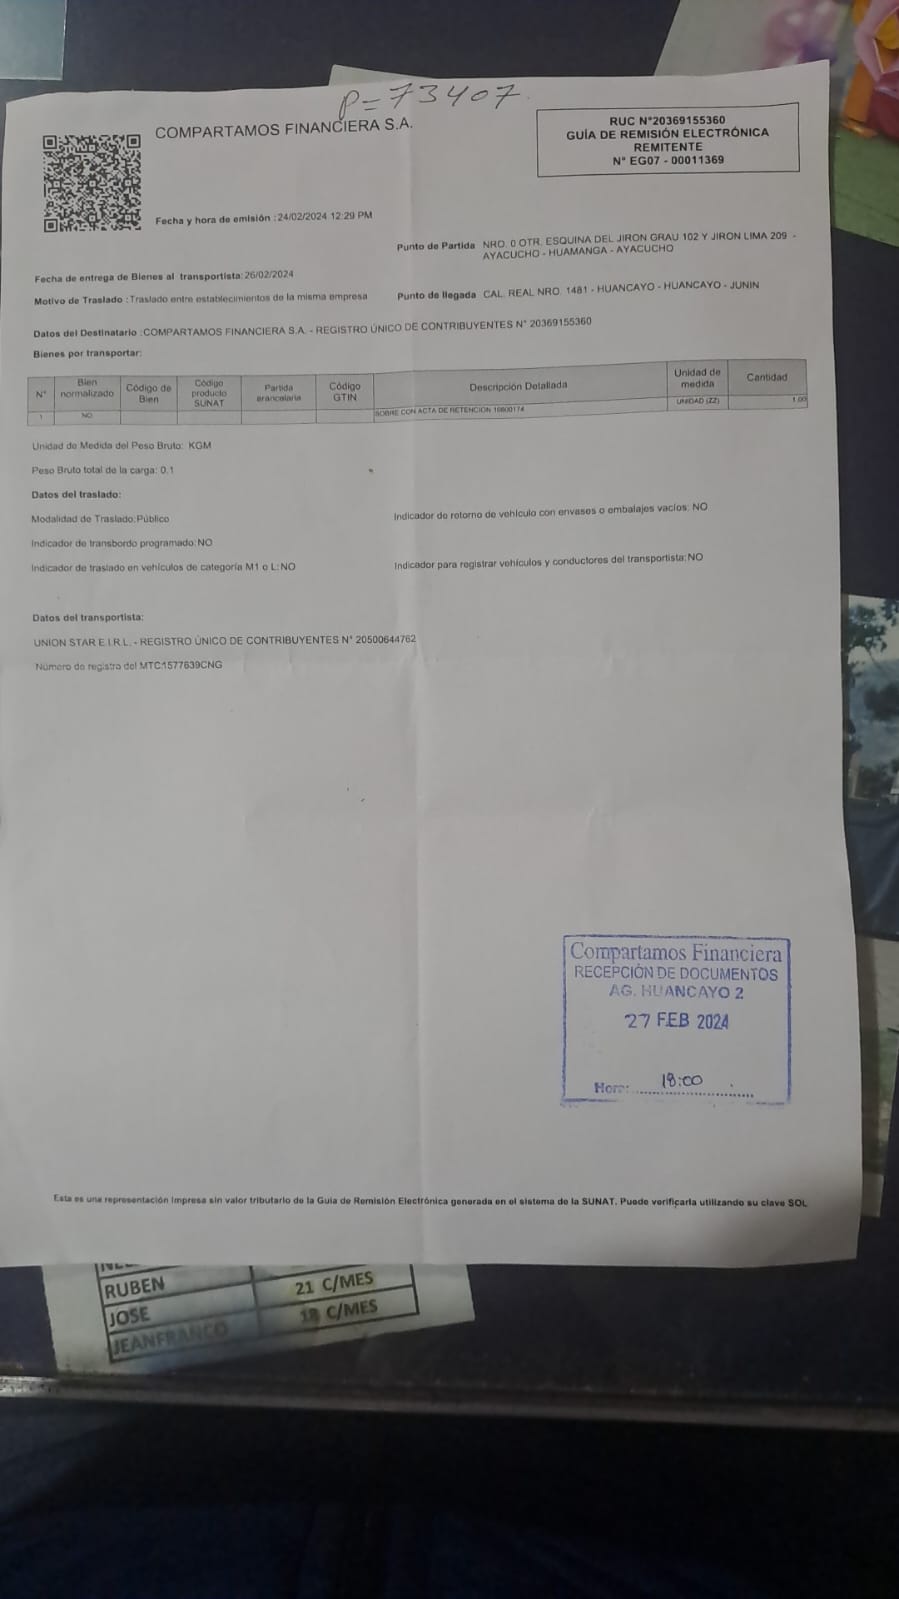 P=73407
COMPARTAMOS FINANCIERA S.A.
RUC N°20369155360
GUÍA DE REMISIÓN ELECTRÓNICA
REMITENTE
N° EG07 - 00011369
Fecha y hora de emisión : 24/02/2024 12:29 PM
Punto de Partida NRO. 0 OTR. ESQUINA DEL JIRON GRAU 102 Y JIRON LIMA 209 -
AYACUCHO - HUAMANGA - AYACUCHO
Fecha de entrega de Bienes al transportista: 26/02/2024
Motivo de Traslado : Traslado entre establecimientos de la misma empresa
Punto de llegada CAL. REAL NRO. 1481 - HUANCAYO - HUANCAYO - JUNIN
Datos del Destinatario : COMPARTAMOS FINANCIERA S.A. - REGISTRO ÚNICO DE CONTRIBUYENTES N° 20369155360
Bienes por transportar:
N° Bien normalizado Código de Bien Código producto SUNAT Partida arancelaria Código GTIN Descripción Detallada Unidad de medida Cantidad
1 NO SOBRE CON ACTA DE RETENCION UNIDAD (ZZ) 1.00
Unidad de Medida del Peso Bruto: KGM
Peso Bruto total de la carga: 0.1
Datos del traslado:
Modalidad de Traslado:Público
Indicador de retorno de vehículo con envases o embalajes vacíos: NO
Indicador de transbordo programado:NO
Indicador de traslado en vehículos de categoría M1 o L:NO
Indicador para registrar vehículos y conductores del transportista:NO
Datos del transportista:
UNION STAR E.I.R.L. - REGISTRO ÚNICO DE CONTRIBUYENTES N° 20500644762
Número de registro del MTC:1577639CNG
Compartamos Financiera
RECEPCIÓN DE DOCUMENTOS
AG. HUANCAYO 2
27 FEB 2024
Hora: 18:00
Esta es una representación impresa sin valor tributario de la Guía de Remisión Electrónica generada en el sistema de la SUNAT. Puede verificarla utilizando su clave SOL
RUBEN 21 C/MES
JOSE 18 C/MES
JEANFRANCO